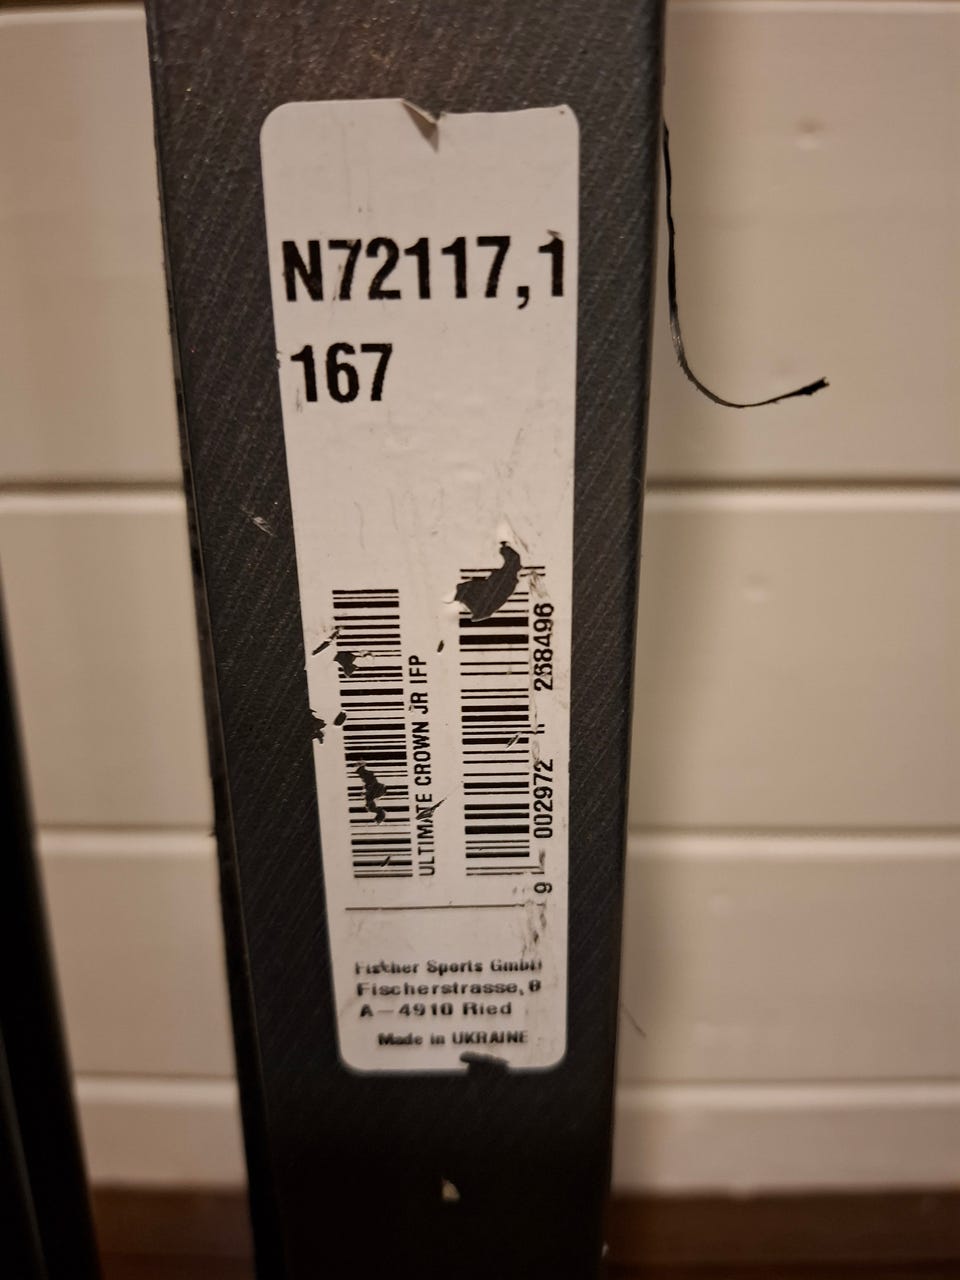 N72117,1
167
ULTIMATE CROWN JR IFP
9 002972 268496
Fischer Sports GmbH
Fischerstrasse, 8
A-4910 Ried
Made in UKRAINE